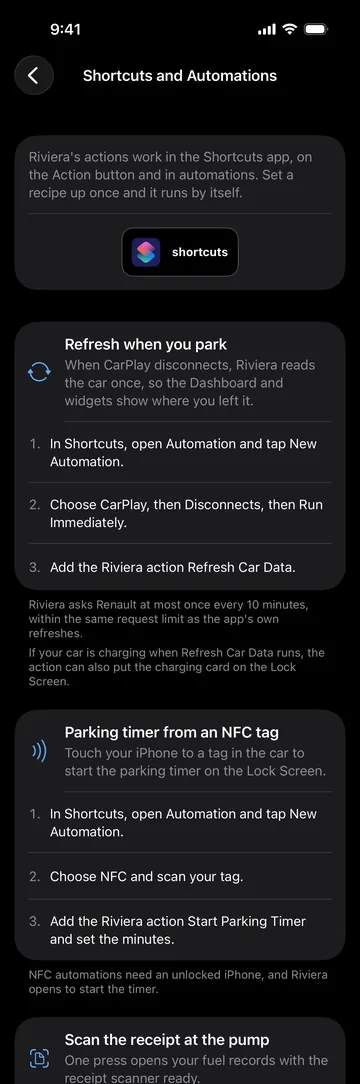 9:41
Shortcuts and Automations
Riviera's actions work in the Shortcuts app, on
the Action button and in automations. Set a
recipe up once and it runs by itself.
shortcuts
Refresh when you park
When CarPlay disconnects, Riviera reads
the car once, so the Dashboard and
widgets show where you left it.
1. In Shortcuts, open Automation and tap New
Automation.
2. Choose CarPlay, then Disconnects, then Run
Immediately.
3. Add the Riviera action Refresh Car Data.
Riviera asks Renault at most once every 10 minutes,
within the same request limit as the app's own
refreshes.
If your car is charging when Refresh Car Data runs, the
action can also put the charging card on the Lock
Screen.
Parking timer from an NFC tag
Touch your iPhone to a tag in the car to
start the parking timer on the Lock Screen.
1. In Shortcuts, open Automation and tap New
Automation.
2. Choose NFC and scan your tag.
3. Add the Riviera action Start Parking Timer
and set the minutes.
NFC automations need an unlocked iPhone, and Riviera
opens to start the timer.
Scan the receipt at the pump
One press opens your fuel records with the
receipt scanner ready.